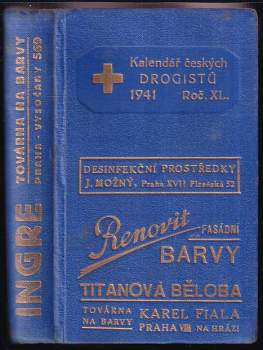 INGRE TOVÁRNA NA BARVY
PRAHA - VYSOČANY 569
Kalendář českých
DROGISTŮ
1941 Roč. XL.
DESINFEKČNÍ PROSTŘEDKY
J. MOŽNÝ, Praha XVII Plzeňská 52
Renovit FASÁDNÍ
BARVY
TITANOVÁ BĚLOBA
TOVÁRNA KAREL FIALA
NA BARVY PRAHA VIII. NA HRÁZI